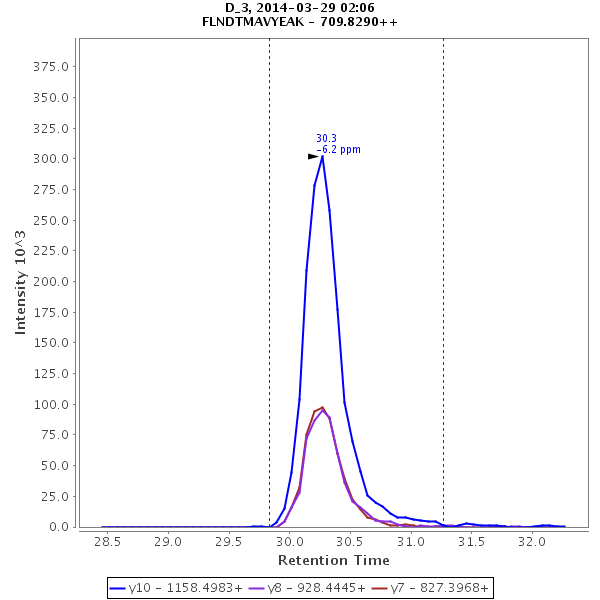 D_3, 2014-03-29 02:06
FLNDTMAVYEAK - 709.8290++
375.0
350.0
325.0
300.0
275.0
250.0
225.0
200.0
175.0
150.0
125.0
100.0
75.0
50.0
25.0
0.0
Intensity 10^3
30.3
-6.2 ppm
28.5 29.0 29.5 30.0 30.5 31.0 31.5 32.0
Retention Time
y10 - 1158.4983+ y8 - 928.4445+ y7 - 827.3968+